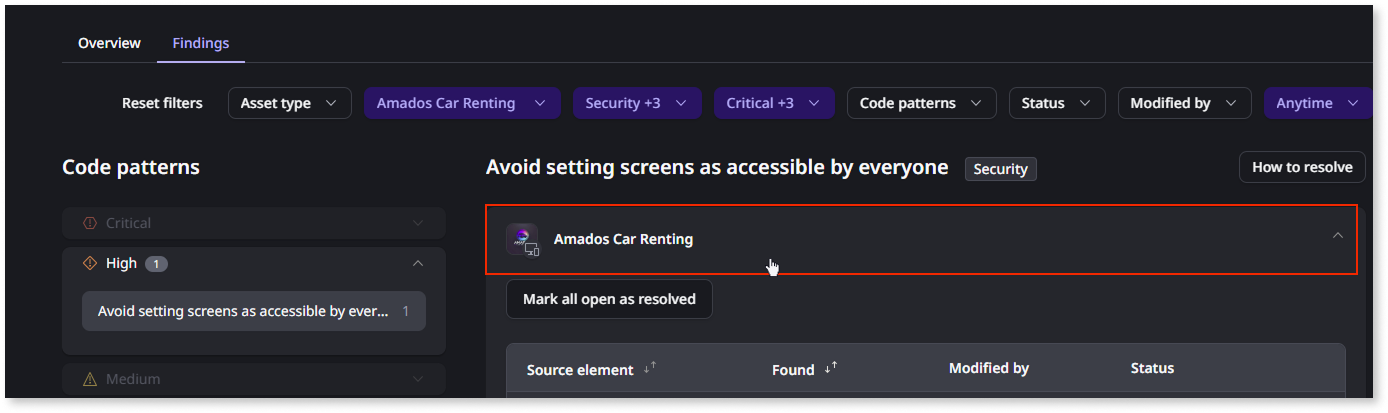 Overview Findings
Reset filters Asset type Amados Car Renting Security +3 Critical +3 Code patterns Status Modified by Anytime
Code patterns
Critical
High 1
Avoid setting screens as accessible by ever... 1
Medium
Avoid setting screens as accessible by everyone Security How to resolve
Amados Car Renting
Mark all open as resolved
Source element Found Modified by Status